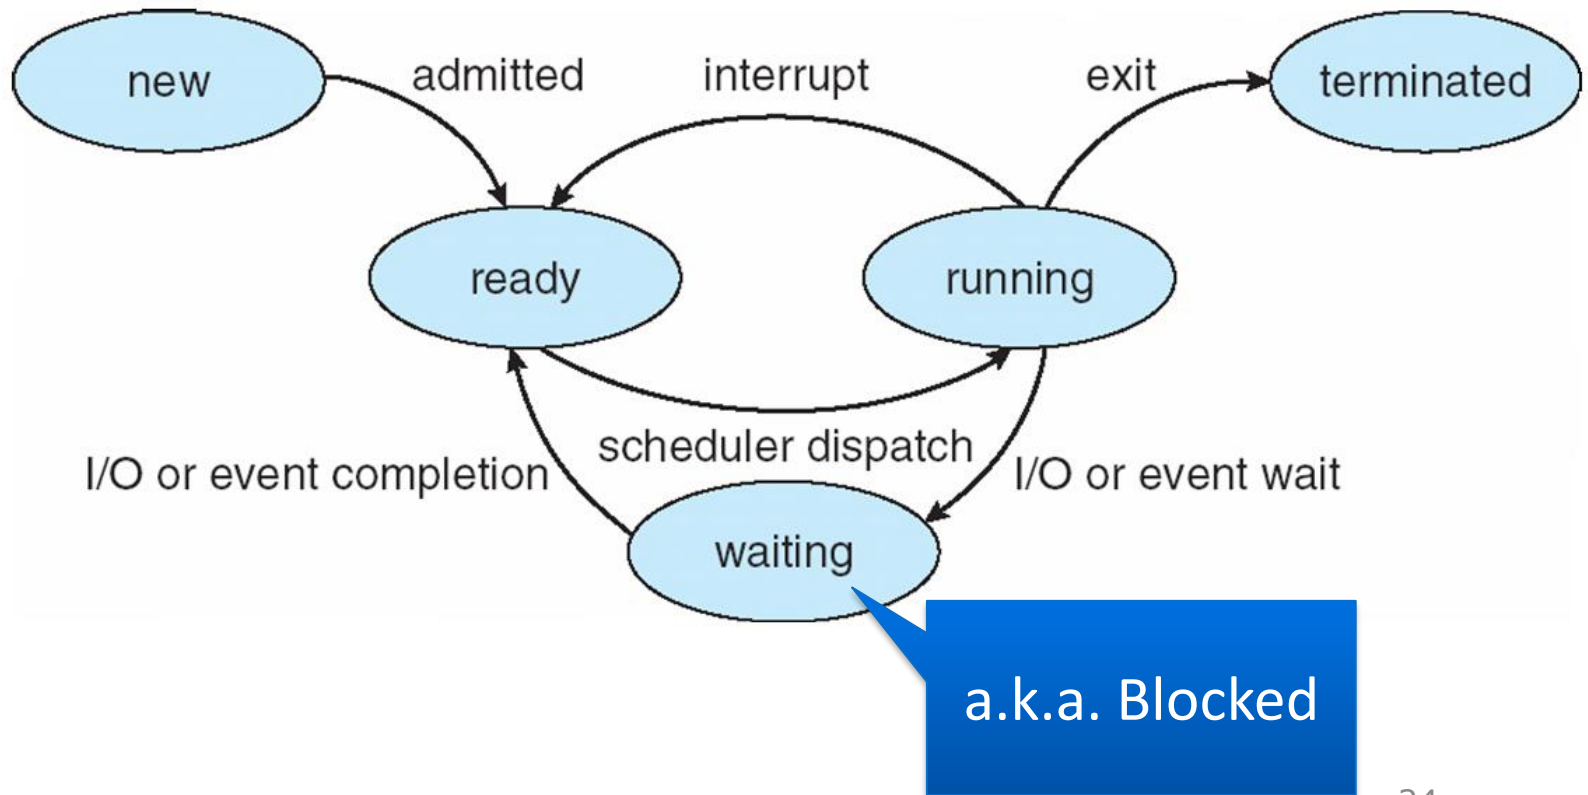 new
admitted
interrupt
exit
terminated
ready
running
scheduler dispatch
I/O or event completion
I/O or event wait
waiting
a.k.a. Blocked